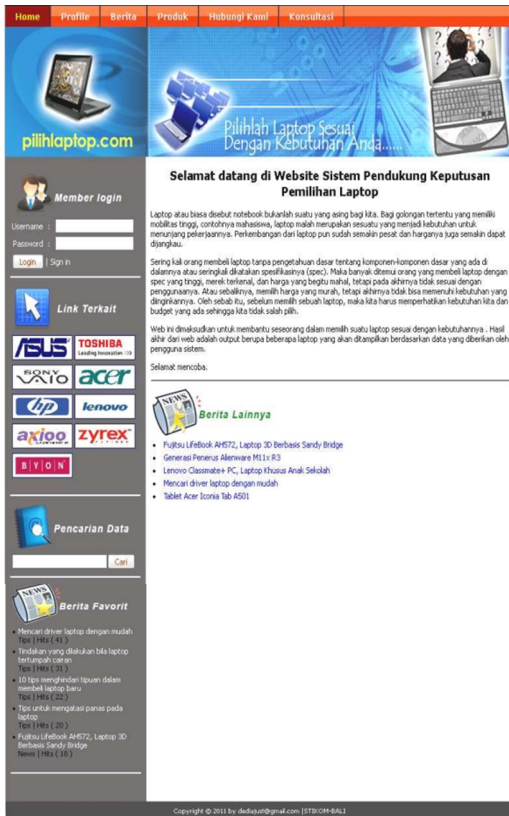 Home Profile Berita Produk Hubungi Kami Konsultasi
pilihlaptop.com
Pilihlah Laptop Sesuai
Dengan Kebutuhan Anda......
Member login
Username :
Password :
Login | Sign in
Link Terkait
ASUS
TOSHIBA
Leading Innovation >>>
SONY
VAIO
acer
hp
lenovo
axioo
zyrex
BYON
Pencarian Data
Cari
NEWS
Berita Favorit
Mencari driver laptop dengan mudah
Tips | Hits ( 41 )
Tindakan yang dilakukan bila laptop
tertumpah cairan
Tips | Hits ( 31 )
10 tips menghindari tipuan dalam
membeli laptop baru
Tips | Hits ( 22 )
Tips untuk mengatasi panas pada
laptop
Tips | Hits ( 20 )
Fujitsu LifeBook AH572, Laptop 3D
Berbasis Sandy Bridge
News | Hits ( 18 )
Selamat datang di Website Sistem Pendukung Keputusan
Pemilihan Laptop
Laptop atau biasa disebut notebook bukanlah suatu yang asing bagi kita. Bagi golongan tertentu yang memiliki
mobilitas tinggi, contohnya mahasiswa, laptop malah merupakan sesuatu yang menjadi kebutuhan untuk
menunjang pekerjaannya. Perkembangan dari laptop pun sudah semakin pesat dan harganya juga semakin dapat
dijangkau.
Sering kali orang membeli laptop tanpa pengetahuan dasar tentang komponen-komponen dasar yang ada di
dalamnya atau seringkali dikatakan spesifikasinya (spec). Maka banyak ditemui orang yang membeli laptop dengan
spec yang tinggi, merek terkenal, dan harga yang begitu mahal, tetapi pada akhirnya tidak sesuai dengan
penggunaanya. Atau sebaliknya, memilih harga yang murah, tetapi akhirnya tidak bisa memenuhi kebutuhan yang
diinginkannya. Oleh sebab itu, sebelum memilih sebuah laptop, maka kita harus memperhatikan kebutuhan kita dan
budget yang ada sehingga kita tidak salah pilih.
Web ini dimaksudkan untuk membantu seseorang dalam memilih suatu laptop sesuai dengan kebutuhannya . Hasil
akhir dari web adalah output berupa beberapa laptop yang akan ditampilkan berdasarkan data yang diberikan oleh
pengguna sistem.
Selamat mencoba.
NEWS
Berita Lainnya
Fujitsu LifeBook AH572, Laptop 3D Berbasis Sandy Bridge
Generasi Penerus Alienware M11x R3
Lenovo Classmate+ PC, Laptop Khusus Anak Sekolah
Mencari driver laptop dengan mudah
Tablet Acer Iconia Tab A501
Copyright © 2011 by dediajust@gmail.com |STIKOM-BALI